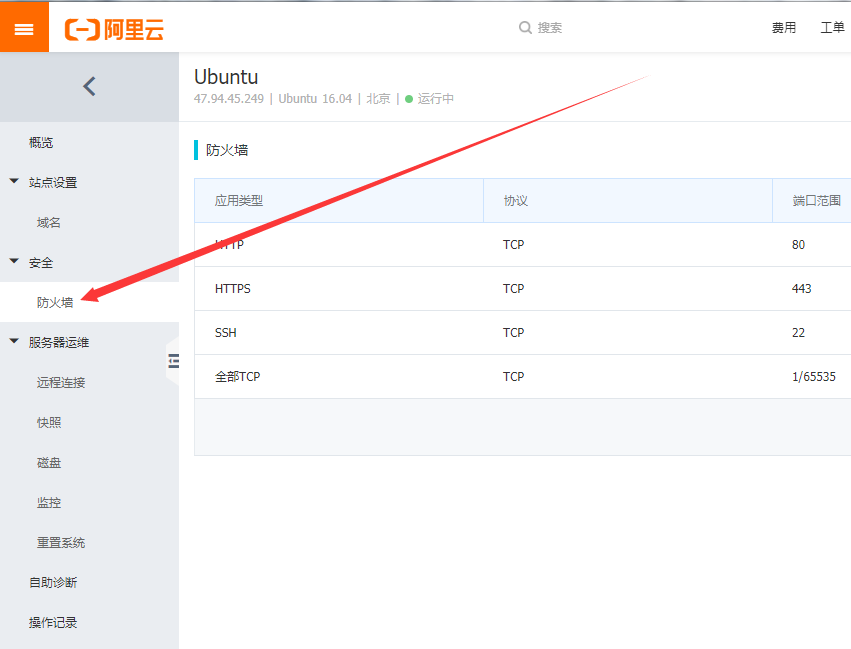 阿里云
搜索
费用
工单
Ubuntu
47.94.45.249 | Ubuntu 16.04 | 北京 | 运行中
概览
站点设置
域名
安全
防火墙
服务器运维
远程连接
快照
磁盘
监控
重置系统
自助诊断
操作记录
防火墙
应用类型 协议 端口范围
HTTP TCP 80
HTTPS TCP 443
SSH TCP 22
全部TCP TCP 1/65535